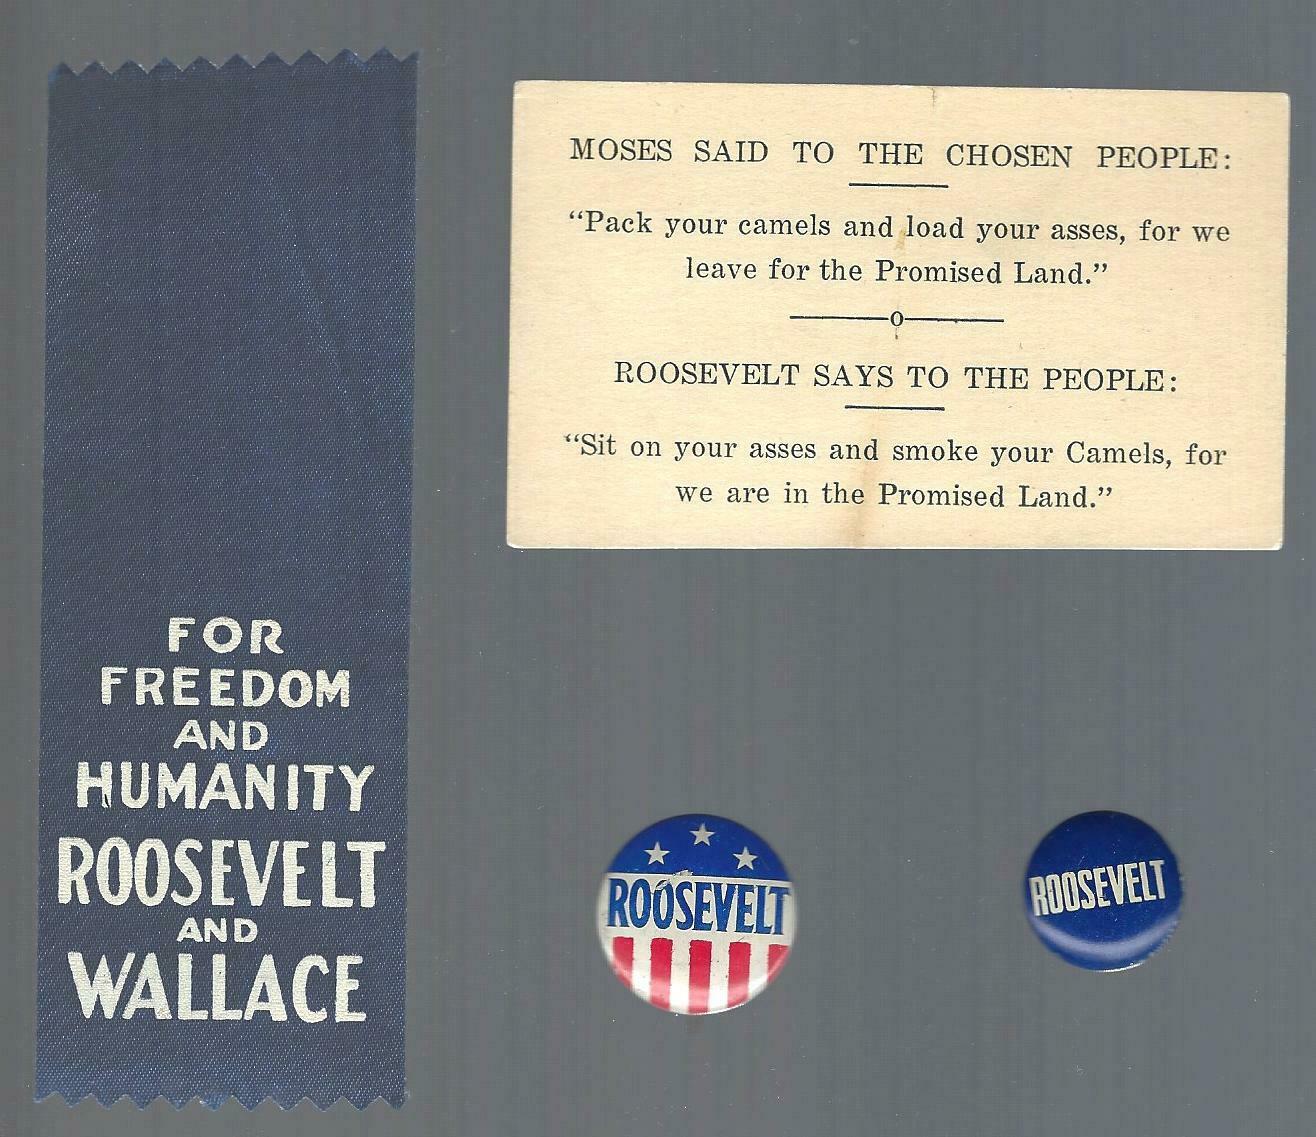 FOR
FREEDOM
AND
HUMANITY
ROOSEVELT
AND
WALLACE
MOSES SAID TO THE CHOSEN PEOPLE:
“Pack your camels and load your asses, for we
leave for the Promised Land.”
o
ROOSEVELT SAYS TO THE PEOPLE:
“Sit on your asses and smoke your Camels, for
we are in the Promised Land.”
ROOSEVELT
ROOSEVELT